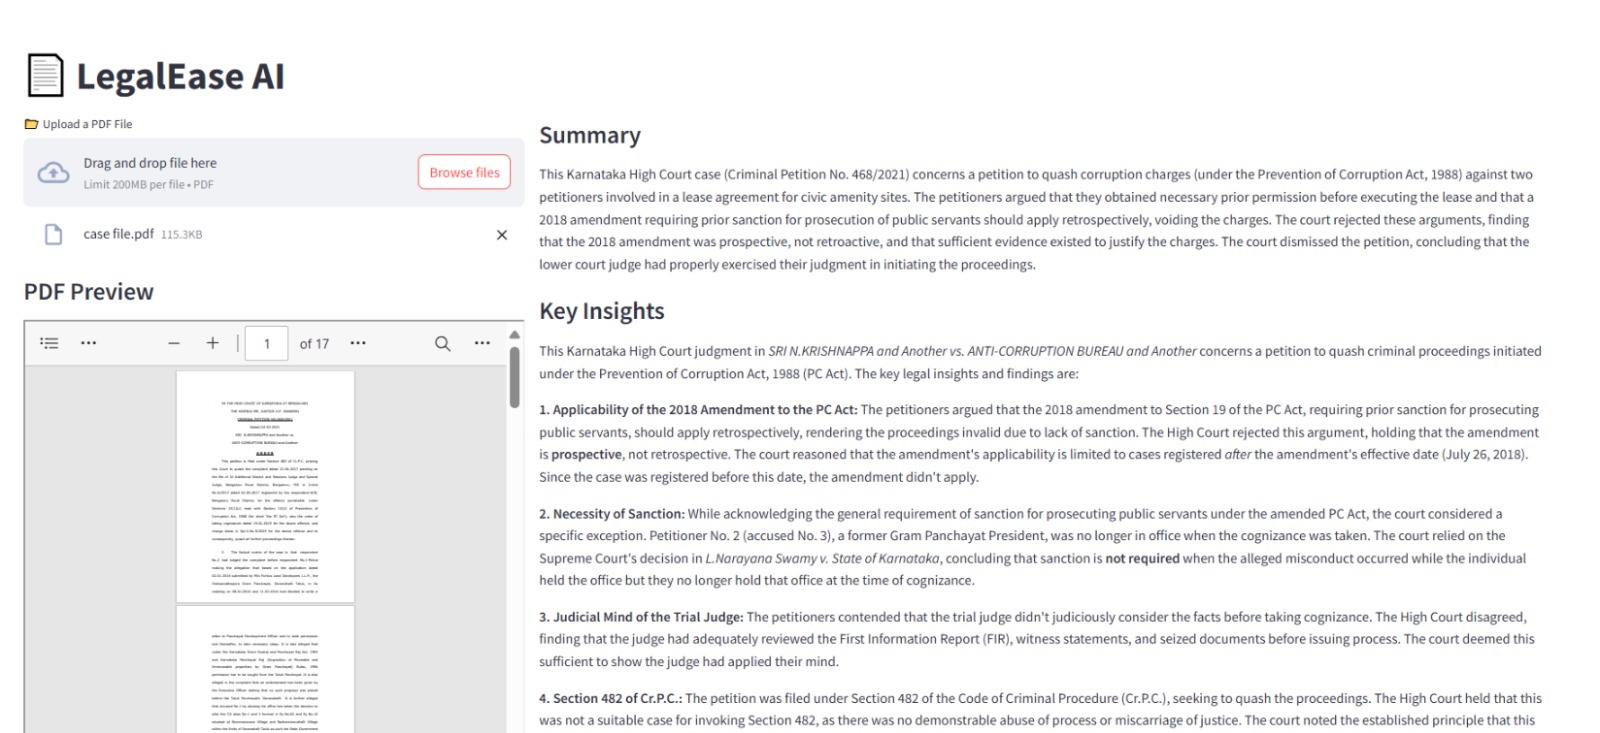 LegalEase AI
Upload a PDF File
Drag and drop file here
Limit 200MB per file • PDF
Browse files
case file.pdf 115.3KB
PDF Preview
1 of 17
Summary
This Karnataka High Court case (Criminal Petition No. 468/2021) concerns a petition to quash corruption charges (under the Prevention of Corruption Act, 1988) against two
petitioners involved in a lease agreement for civic amenity sites. The petitioners argued that they obtained necessary prior permission before executing the lease and that a
2018 amendment requiring prior sanction for prosecution of public servants should apply retrospectively, voiding the charges. The court rejected these arguments, finding
that the 2018 amendment was prospective, not retroactive, and that sufficient evidence existed to justify the charges. The court dismissed the petition, concluding that the
lower court judge had properly exercised their judgment in initiating the proceedings.
Key Insights
This Karnataka High Court judgment in SRI N.KRISHNAPPA and Another vs. ANTI-CORRUPTION BUREAU and Another concerns a petition to quash criminal proceedings initiated
under the Prevention of Corruption Act, 1988 (PC Act). The key legal insights and findings are:
1. Applicability of the 2018 Amendment to the PC Act: The petitioners argued that the 2018 amendment to Section 19 of the PC Act, requiring prior sanction for prosecuting
public servants, should apply retrospectively, rendering the proceedings invalid due to lack of sanction. The High Court rejected this argument, holding that the amendment
is prospective, not retrospective. The court reasoned that the amendment's applicability is limited to cases registered after the amendment's effective date (July 26, 2018).
Since the case was registered before this date, the amendment didn't apply.
2. Necessity of Sanction: While acknowledging the general requirement of sanction for prosecuting public servants under the amended PC Act, the court considered a
specific exception. Petitioner No. 2 (accused No. 3), a former Gram Panchayat President, was no longer in office when the cognizance was taken. The court relied on the
Supreme Court's decision in L.Narayana Swamy v. State of Karnataka, concluding that sanction is not required when the alleged misconduct occurred while the individual
held the office but they no longer hold that office at the time of cognizance.
3. Judicial Mind of the Trial Judge: The petitioners contended that the trial judge didn't judiciously consider the facts before taking cognizance. The High Court disagreed,
finding that the judge had adequately reviewed the First Information Report (FIR), witness statements, and seized documents before issuing process. The court deemed this
sufficient to show the judge had applied their mind.
4. Section 482 of Cr.P.C.: The petition was filed under Section 482 of the Code of Criminal Procedure (Cr.P.C.), seeking to quash the proceedings. The High Court held that this
was not a suitable case for invoking Section 482, as there was no demonstrable abuse of process or miscarriage of justice. The court noted the established principle that this